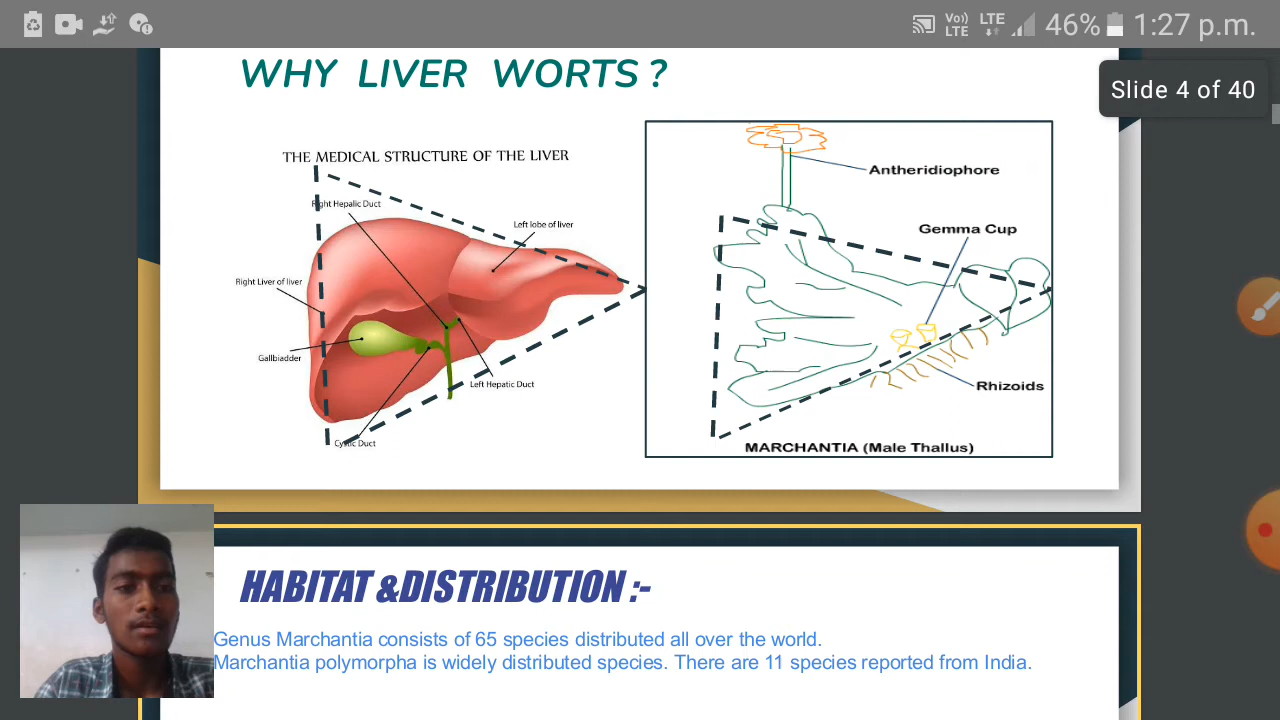 Vo))
LTE
LTE
46%
1:27 p.m.
WHY LIVER WORTS ?
Slide 4 of 40
THE MEDICAL STRUCTURE OF THE LIVER
Right Hepalic Duct
Left lobe of liver
Right Liver of liver
Gallbladder
Left Hepatic Duct
Cystic Duct
Antheridiophore
Gemma Cup
Rhizoids
MARCHANTIA (Male Thallus)
HABITAT &DISTRIBUTION :-
Genus Marchantia consists of 65 species distributed all over the world.
Marchantia polymorpha is widely distributed species. There are 11 species reported from India.